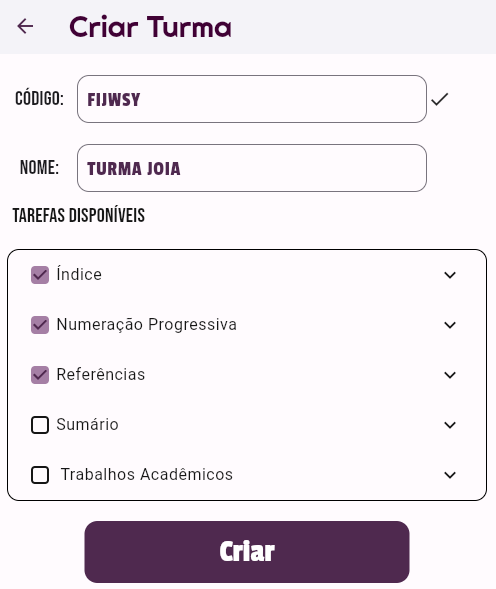 Criar Turma
CÓDIGO: FIJWSY
NOME: TURMA JOIA
TAREFAS DISPONÍVEIS
Índice
Numeração Progressiva
Referências
Sumário
Trabalhos Acadêmicos
Criar